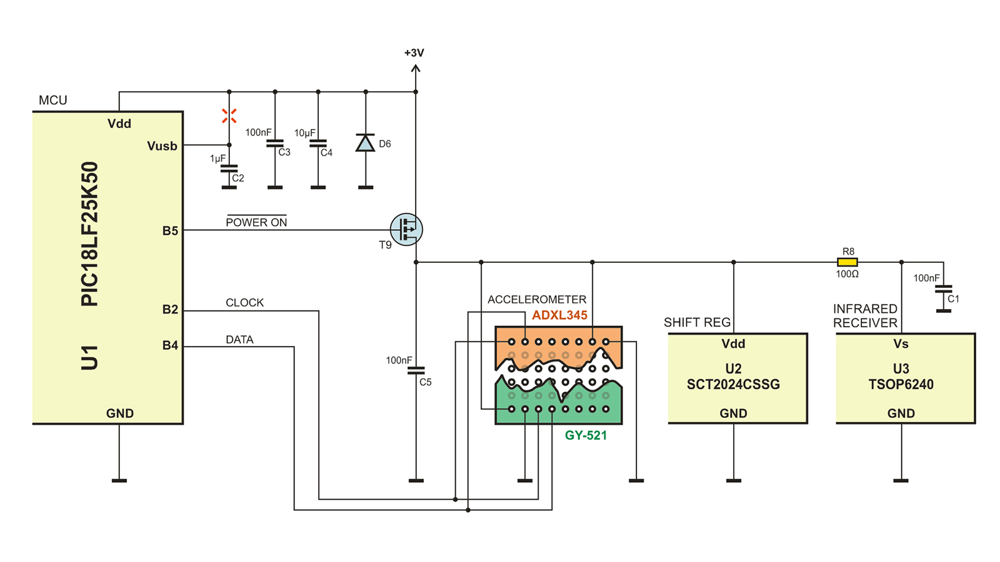 +3V
MCU
Vdd
Vusb
1µF
C2
100nF
C3
10µF
C4
D6
PIC18LF25K50
U1
B5
POWER ON
T9
B2
CLOCK
B4
DATA
GND
100nF
C5
ACCELEROMETER
ADXL345
GY-521
SHIFT REG
Vdd
U2
SCT2024CSSG
GND
R8
100Ω
100nF
C1
INFRARED
RECEIVER
Vs
U3
TSOP6240
GND